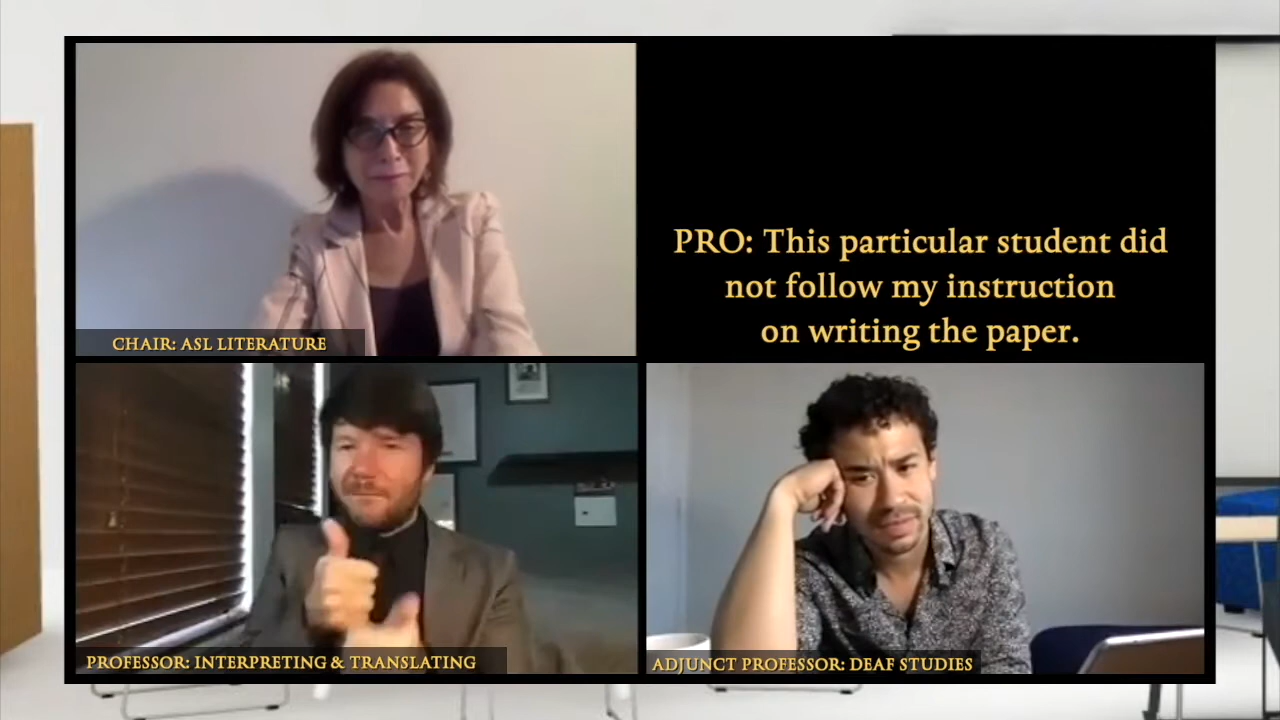 PRO: This particular student did
not follow my instruction
on writing the paper.
CHAIR: ASL LITERATURE
PROFESSOR: INTERPRETING & TRANSLATING
ADJUNCT PROFESSOR: DEAF STUDIES